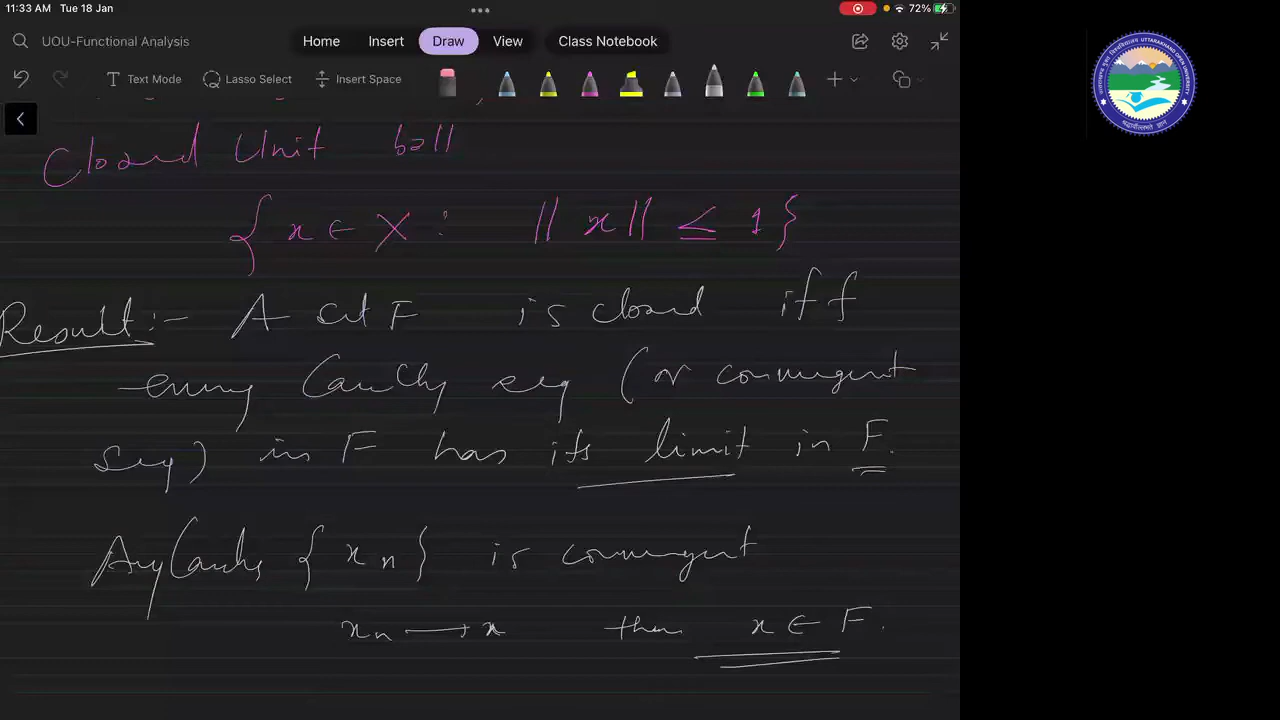 11:33 AM Tue 18 Jan
72%
UOU-Functional Analysis
Home Insert Draw View Class Notebook
Text Mode Lasso Select Insert Space
Closed Unit ball
{ x ∈ X : || x || ≤ 1 }
Result :- A set F is closed iff
every Cauchy seq (or convergent
seq) in F has its limit in F.
Any Cauchy { xn } is convergent
xn → x then x ∈ F.